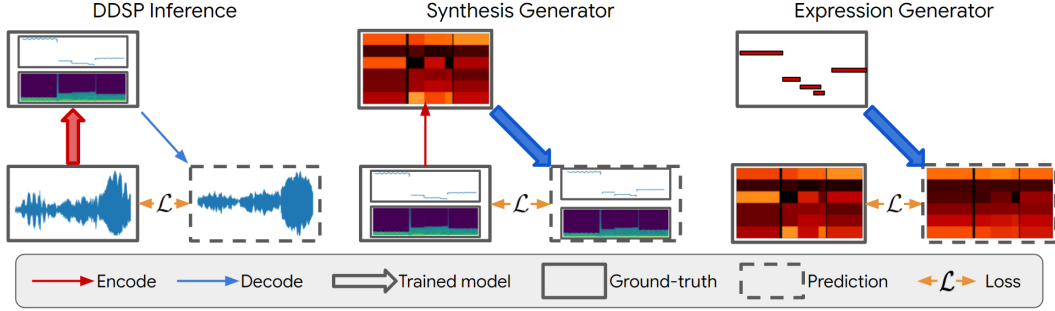 DDSP Inference
Synthesis Generator
Expression Generator
ℒ
ℒ
ℒ
Encode
Decode
Trained model
Ground-truth
Prediction
ℒ
Loss